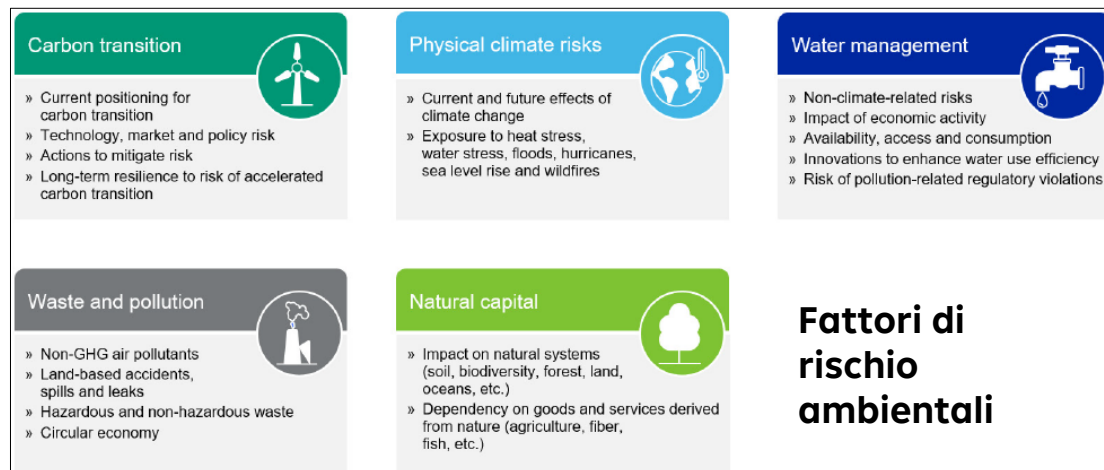 Carbon transition
» Current positioning for
carbon transition
» Technology, market and policy risk
» Actions to mitigate risk
» Long-term resilience to risk of accelerated
carbon transition
Physical climate risks
» Current and future effects of
climate change
» Exposure to heat stress,
water stress, floods, hurricanes,
sea level rise and wildfires
Water management
» Non-climate-related risks
» Impact of economic activity
» Availability, access and consumption
» Innovations to enhance water use efficiency
» Risk of pollution-related regulatory violations
Waste and pollution
» Non-GHG air pollutants
» Land-based accidents,
spills and leaks
» Hazardous and non-hazardous waste
» Circular economy
Natural capital
» Impact on natural systems
(soil, biodiversity, forest, land,
oceans, etc.)
» Dependency on goods and services derived
from nature (agriculture, fiber,
fish, etc.)
Fattori di
rischio
ambientali